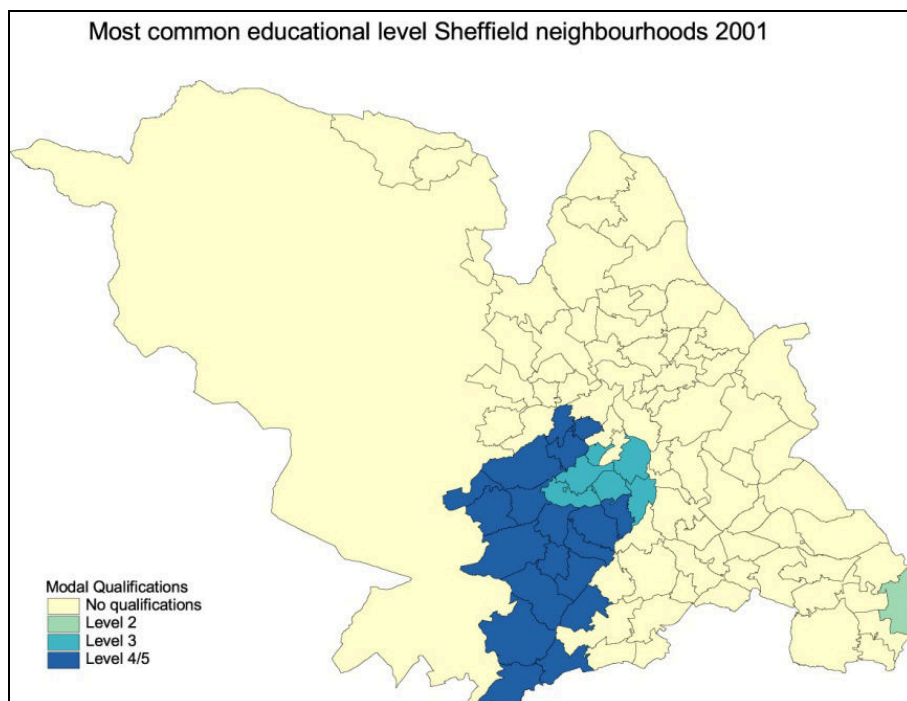 Most common educational level Sheffield neighbourhoods 2001
Modal Qualifications
No qualifications
Level 2
Level 3
Level 4/5